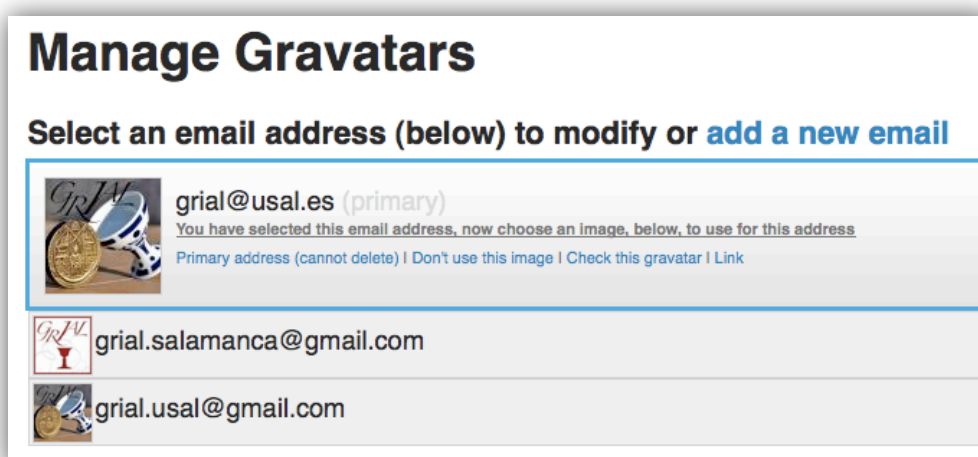 Manage Gravatars
Select an email address (below) to modify or add a new email
GRIAL
grial@usal.es (primary)
You have selected this email address, now choose an image, below, to use for this address
Primary address (cannot delete) | Don't use this image | Check this gravatar | Link
GRIAL
grial.salamanca@gmail.com
grial.usal@gmail.com